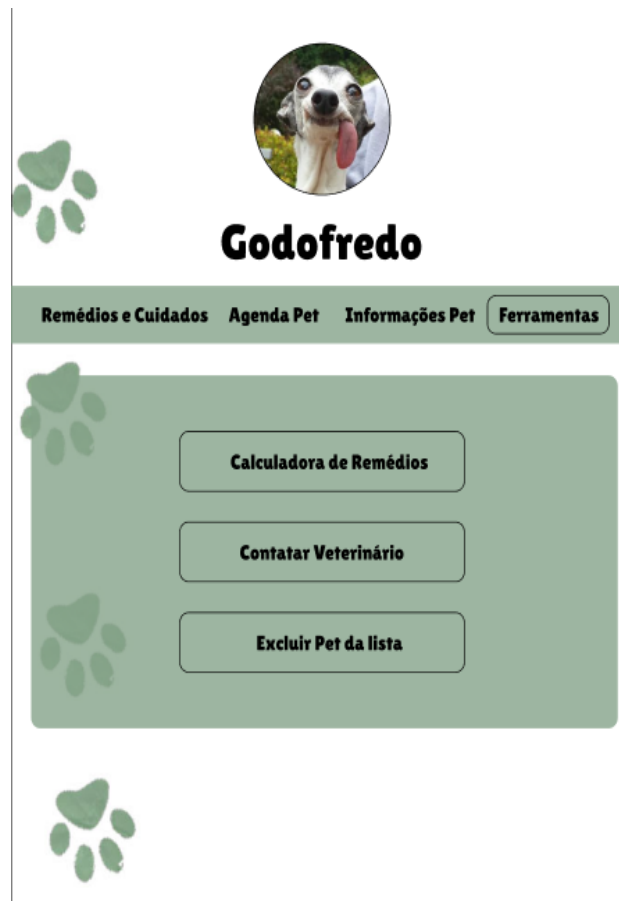 Godofredo
Remédios e Cuidados Agenda Pet Informações Pet Ferramentas
Calculadora de Remédios
Contatar Veterinário
Excluir Pet da lista